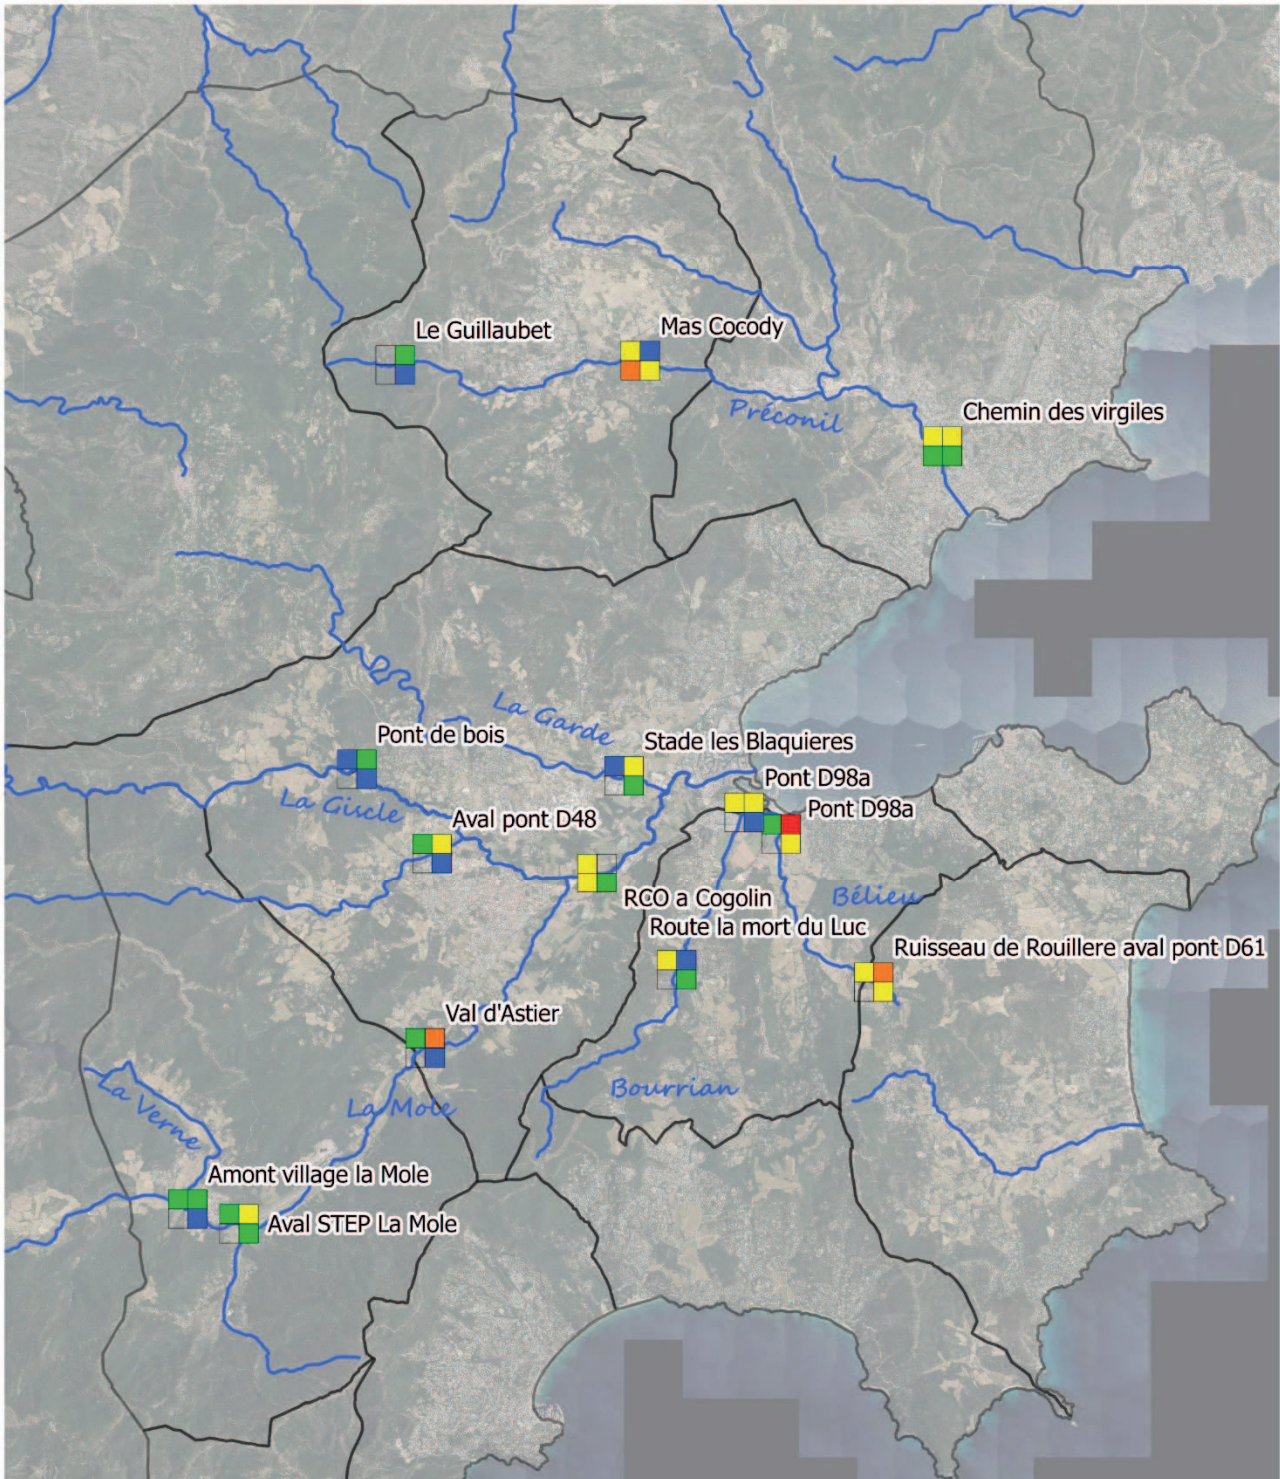 Le Guillaubet
Mas Cocody
Préconil
Chemin des virgiles
La Garde
Pont de bois
Stade les Blaquieres
Pont D98a
La Giscle
Aval pont D48
Pont D98a
RCO a Cogolin
Bélieu
Route la mort du Luc
Ruisseau de Rouillere aval pont D61
Val d'Astier
La Verne
La Mole
Bourrian
Amont village la Mole
Aval STEP La Mole